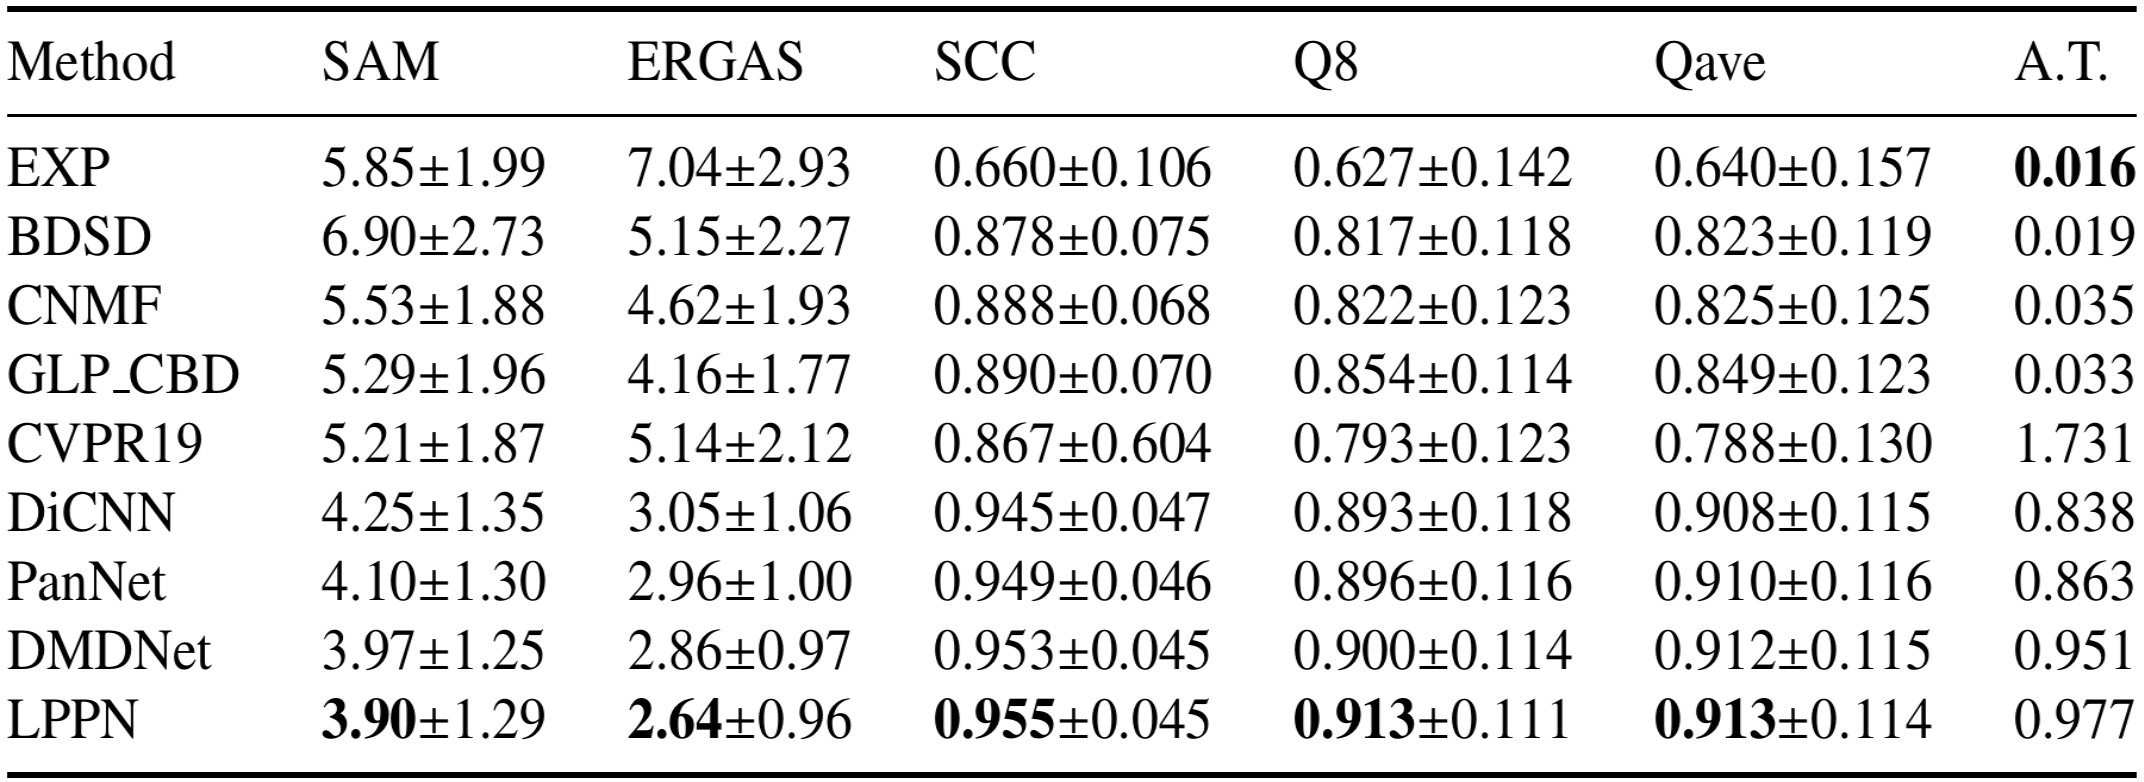 Method SAM ERGAS SCC Q8 Qave A.T.
EXP 5.85±1.99 7.04±2.93 0.660±0.106 0.627±0.142 0.640±0.157 0.016
BDSD 6.90±2.73 5.15±2.27 0.878±0.075 0.817±0.118 0.823±0.119 0.019
CNMF 5.53±1.88 4.62±1.93 0.888±0.068 0.822±0.123 0.825±0.125 0.035
GLP_CBD 5.29±1.96 4.16±1.77 0.890±0.070 0.854±0.114 0.849±0.123 0.033
CVPR19 5.21±1.87 5.14±2.12 0.867±0.604 0.793±0.123 0.788±0.130 1.731
DiCNN 4.25±1.35 3.05±1.06 0.945±0.047 0.893±0.118 0.908±0.115 0.838
PanNet 4.10±1.30 2.96±1.00 0.949±0.046 0.896±0.116 0.910±0.116 0.863
DMDNet 3.97±1.25 2.86±0.97 0.953±0.045 0.900±0.114 0.912±0.115 0.951
LPPN 3.90±1.29 2.64±0.96 0.955±0.045 0.913±0.111 0.913±0.114 0.977